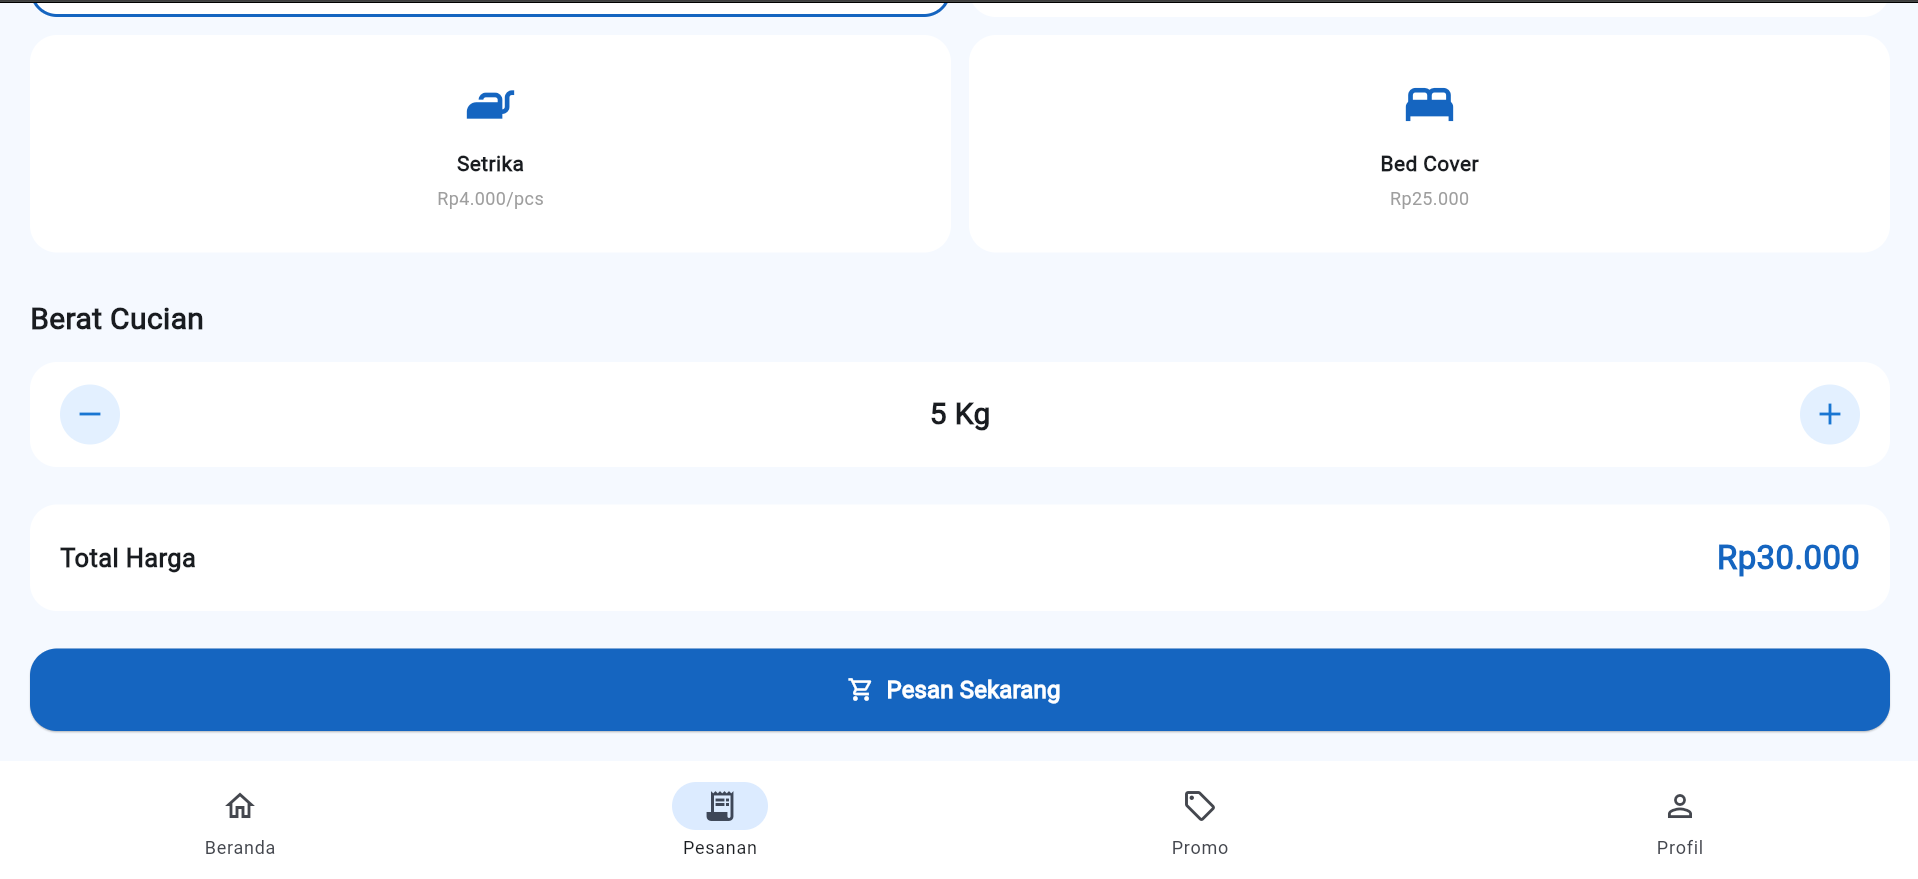 Setrika
Rp4.000/pcs
Bed Cover
Rp25.000
Berat Cucian
5 Kg
Total Harga
Rp30.000
Pesan Sekarang
Beranda
Pesanan
Promo
Profil